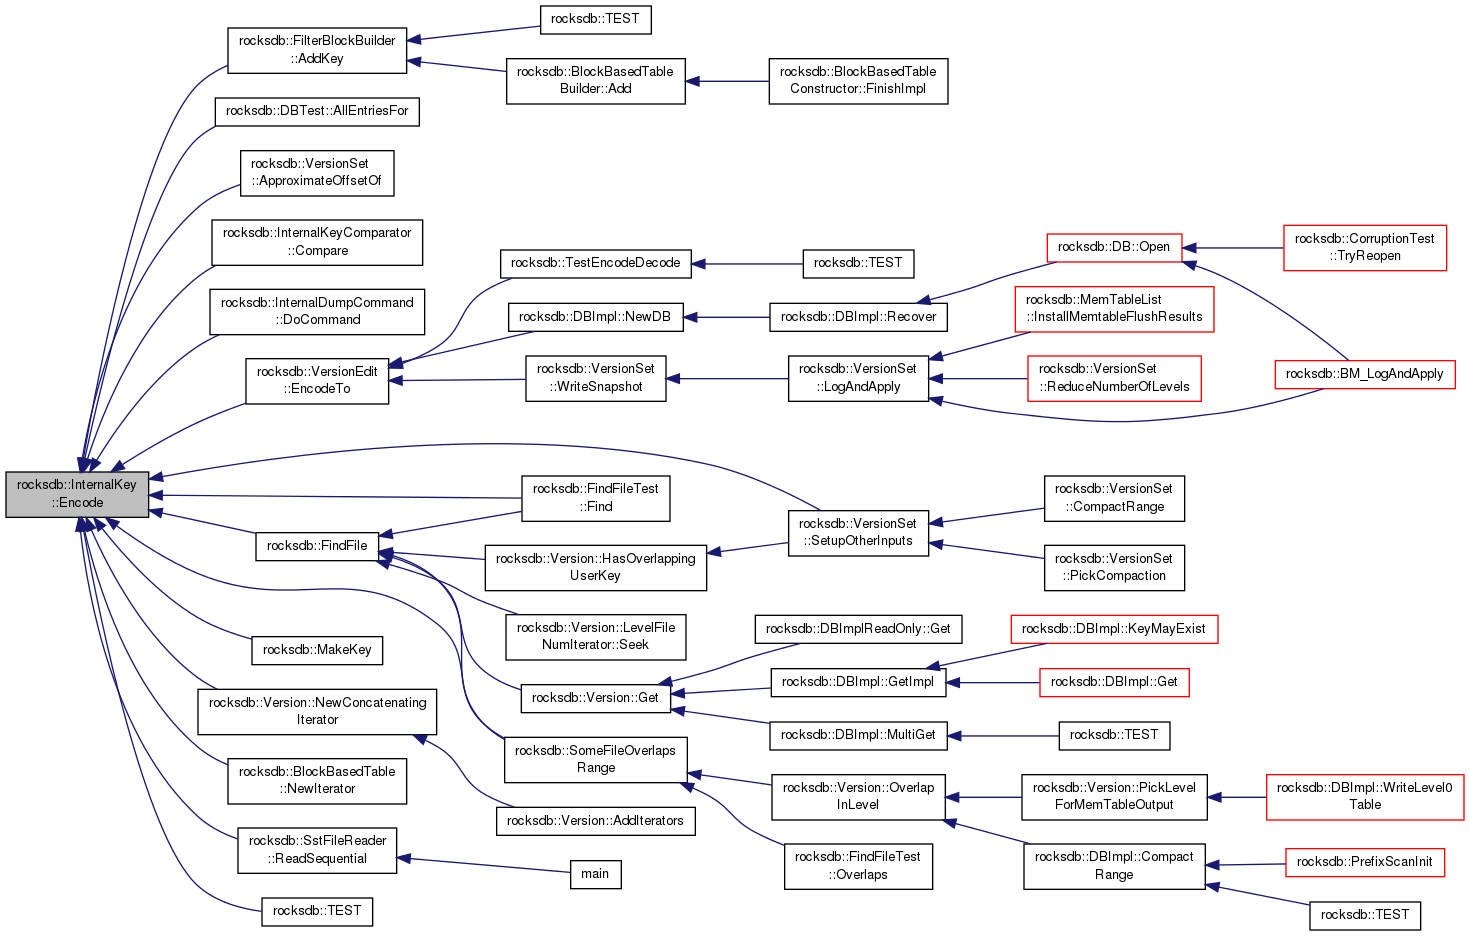 rocksdb::InternalKey
::Encode
rocksdb::FilterBlockBuilder
::AddKey
rocksdb::TEST
rocksdb::BlockBasedTable
Builder::Add
rocksdb::BlockBasedTable
Constructor::FinishImpl
rocksdb::DBTest::AllEntriesFor
rocksdb::VersionSet
::ApproximateOffsetOf
rocksdb::InternalKeyComparator
::Compare
rocksdb::InternalDumpCommand
::DoCommand
rocksdb::VersionEdit
::EncodeTo
rocksdb::TestEncodeDecode
rocksdb::TEST
rocksdb::DBImpl::NewDB
rocksdb::DBImpl::Recover
rocksdb::DB::Open
rocksdb::CorruptionTest
::TryReopen
rocksdb::VersionSet
::WriteSnapshot
rocksdb::VersionSet
::LogAndApply
rocksdb::MemTableList
::InstallMemtableFlushResults
rocksdb::VersionSet
::ReduceNumberOfLevels
rocksdb::BM_LogAndApply
rocksdb::FindFileTest
::Find
rocksdb::FindFile
rocksdb::Version::HasOverlapping
UserKey
rocksdb::VersionSet
::SetupOtherInputs
rocksdb::VersionSet
::CompactRange
rocksdb::VersionSet
::PickCompaction
rocksdb::Version::LevelFile
NumIterator::Seek
rocksdb::Version::Get
rocksdb::DBImplReadOnly::Get
rocksdb::DBImpl::GetImpl
rocksdb::DBImpl::KeyMayExist
rocksdb::DBImpl::Get
rocksdb::DBImpl::MultiGet
rocksdb::TEST
rocksdb::SomeFileOverlaps
Range
rocksdb::Version::Overlap
InLevel
rocksdb::Version::PickLevel
ForMemTableOutput
rocksdb::DBImpl::WriteLevel0
Table
rocksdb::DBImpl::Compact
Range
rocksdb::PrefixScanInit
rocksdb::TEST
rocksdb::FindFileTest
::Overlaps
rocksdb::MakeKey
rocksdb::Version::NewConcatenating
Iterator
rocksdb::Version::AddIterators
rocksdb::BlockBasedTable
::NewIterator
rocksdb::SstFileReader
::ReadSequential
main
rocksdb::TEST